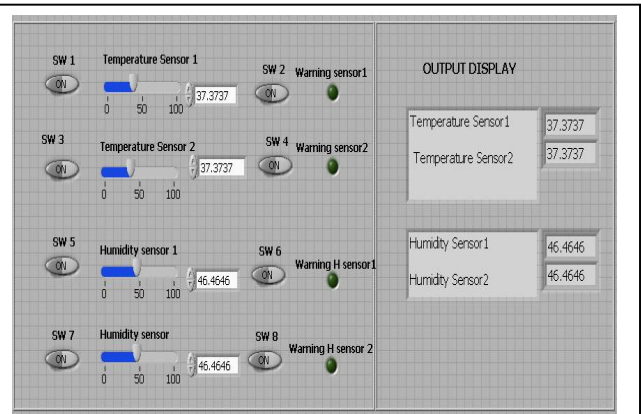 SW 1 Temperature Sensor 1 SW 2 Warning sensor1
ON 37.3737 ON
0 50 100
SW 3 Temperature Sensor 2 SW 4 Warning sensor2
ON 37.3737 ON
0 50 100
SW 5 Humidity sensor 1 SW 6 Warning H sensor1
ON 46.4646 ON
0 50 100
SW 7 Humidity sensor SW 8 Warning H sensor 2
ON 46.4646 ON
0 50 100
OUTPUT DISPLAY
Temperature Sensor1 37.3737
Temperature Sensor2 37.3737
Humidity Sensor1 46.4646
Humidity Sensor2 46.4646